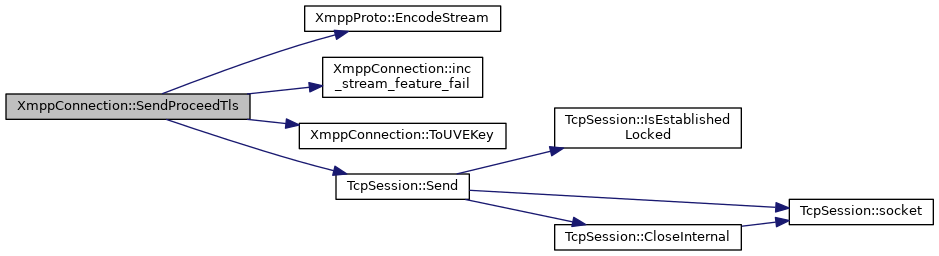 XmppConnection::SendProceedTls
XmppProto::EncodeStream
XmppConnection::inc
_stream_feature_fail
XmppConnection::ToUVEKey
TcpSession::Send
TcpSession::IsEstablished
Locked
TcpSession::CloseInternal
TcpSession::socket